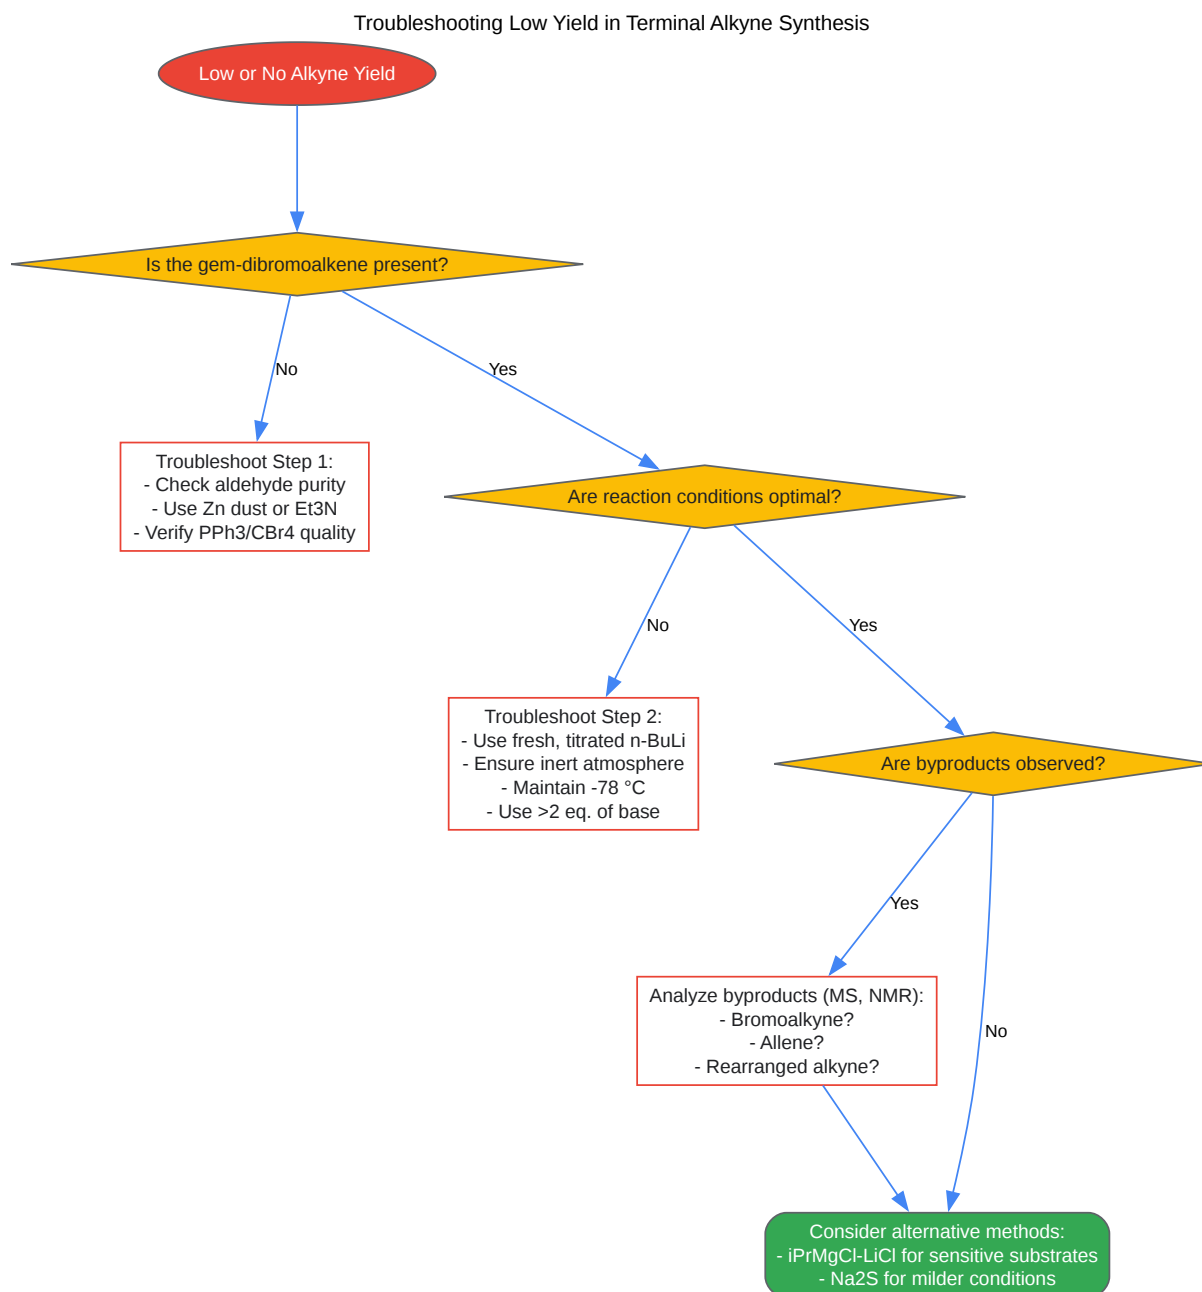 Troubleshooting Low Yield in Terminal Alkyne Synthesis
Low or No Alkyne Yield
Is the gem-dibromoalkene present?
No
Yes
Troubleshoot Step 1:
- Check aldehyde purity
- Use Zn dust or Et3N
- Verify PPh3/CBr4 quality
Are reaction conditions optimal?
No
Yes
Troubleshoot Step 2:
- Use fresh, titrated n-BuLi
- Ensure inert atmosphere
- Maintain -78 °C
- Use >2 eq. of base
Are byproducts observed?
Yes
No
Analyze byproducts (MS, NMR):
- Bromoalkyne?
- Allene?
- Rearranged alkyne?
Consider alternative methods:
- iPrMgCl-LiCl for sensitive substrates
- Na2S for milder conditions